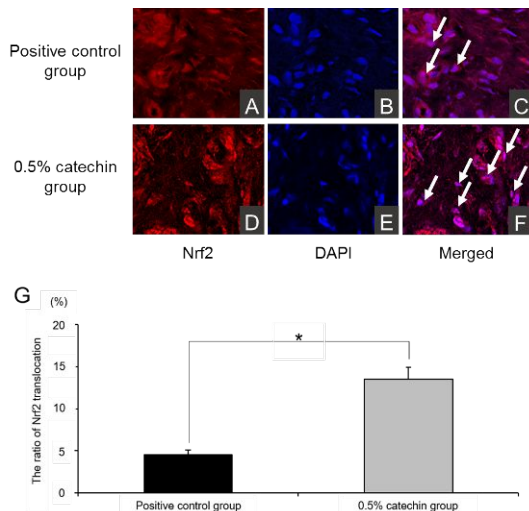 Positive control
group
A
B
C
0.5% catechin
group
D
E
F
Nrf2
DAPI
Merged
G
(%)
The ratio of Nrf2 translocation
20
15
10
5
0
*
Positive control group
0.5% catechin group